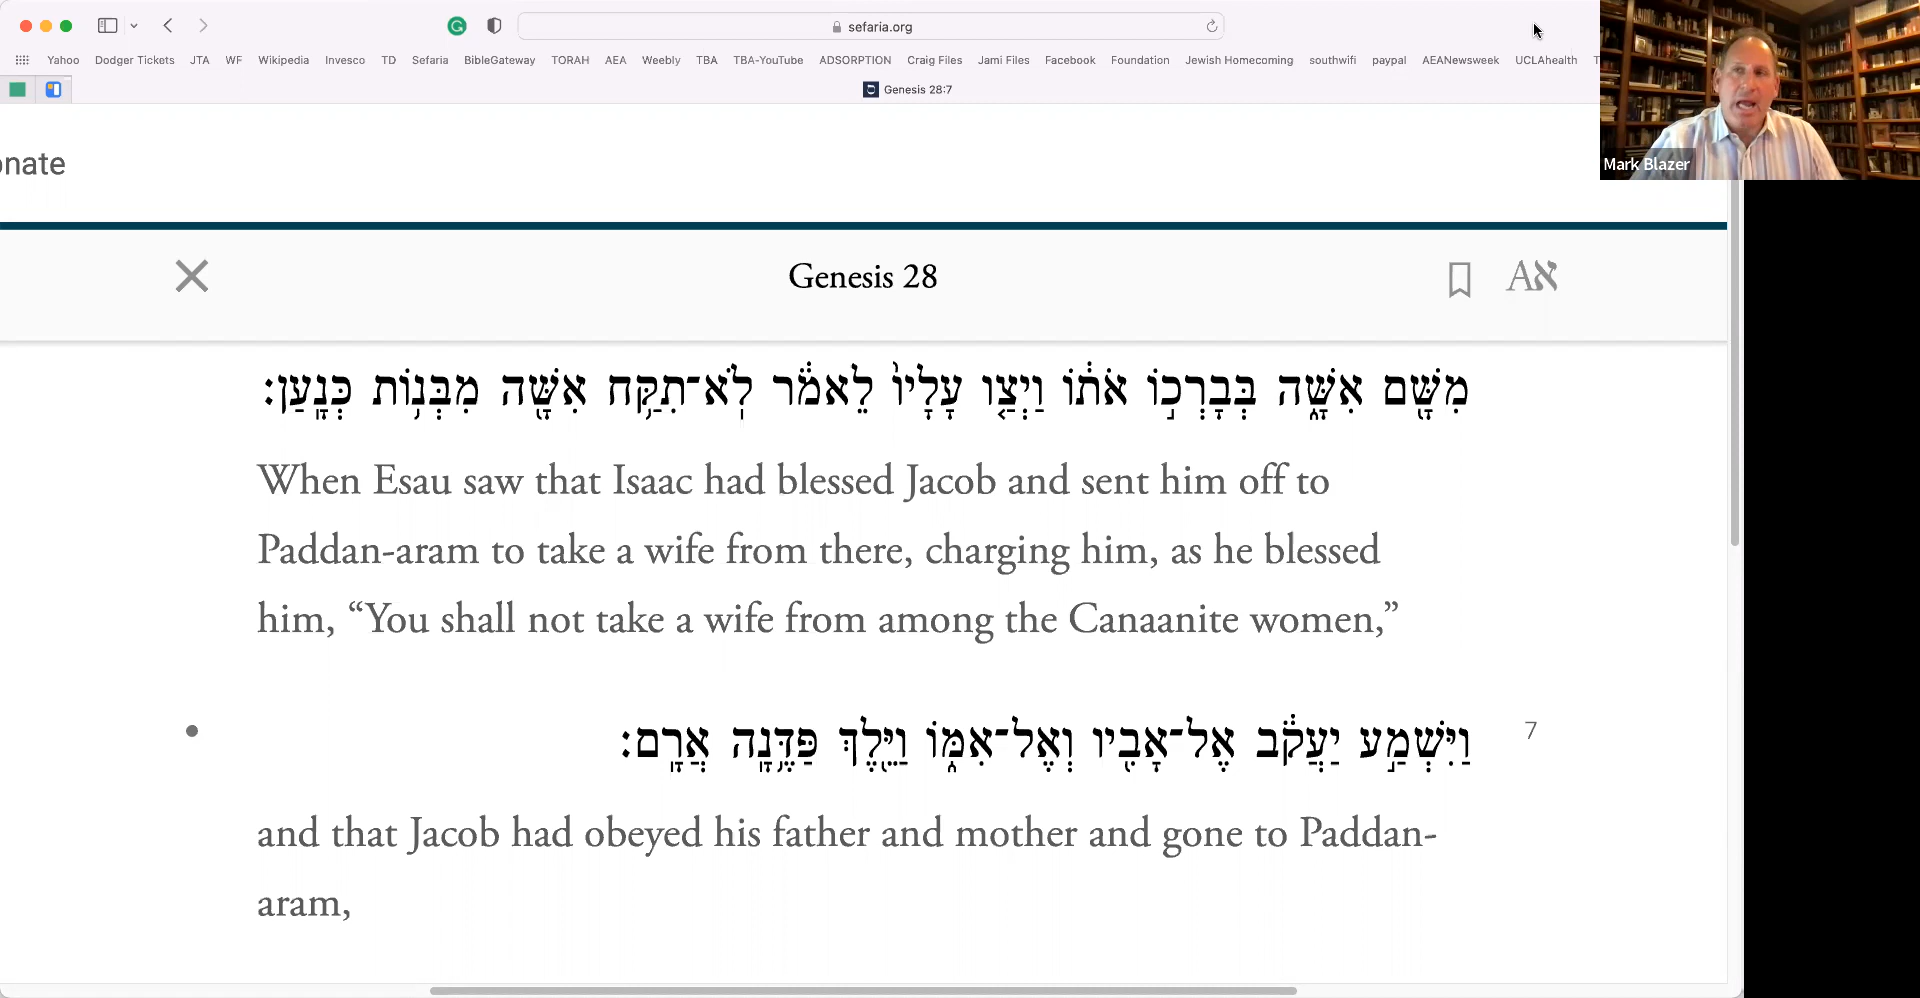 sefaria.org
Yahoo Dodger Tickets JTA WF Wikipedia Invesco TD Sefaria BibleGateway TORAH AEA Weebly TBA TBA-YouTube ADSORPTION Craig Files Jami Files Facebook Foundation Jewish Homecoming southwifi paypal AEANewsweek UCLAhealth
Genesis 28:7
Mark Blazer
onate
Genesis 28
Aא
מִשָּׁ֖ם אִשָּׁ֑ה בְּבָרְכ֣וֹ אֹת֔וֹ וַיְצַ֤ו עָלָיו֙ לֵאמֹ֔ר לֹֽא־תִקַּ֥ח אִשָּׁ֖ה מִבְּנ֥וֹת כְּנָֽעַן׃
When Esau saw that Isaac had blessed Jacob and sent him off to
Paddan-aram to take a wife from there, charging him, as he blessed
him, “You shall not take a wife from among the Canaanite women,”
7 וַיִּשְׁמַ֣ע יַעֲקֹ֔ב אֶל־אָבִ֖יו וְאֶל־אִמּ֑וֹ וַיֵּ֖לֶךְ פַּדֶּ֥נָֽה אֲרָֽם׃
and that Jacob had obeyed his father and mother and gone to Paddan-
aram,